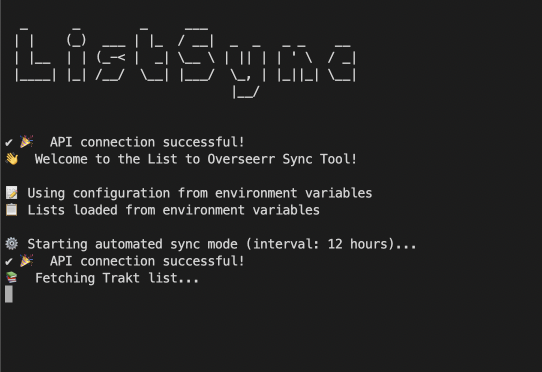 ListSync
✔ 🎉  API connection successful!
👋  Welcome to the List to Overseerr Sync Tool!
📝 Using configuration from environment variables
📋 Lists loaded from environment variables
⚙️ Starting automated sync mode (interval: 12 hours)...
✔ 🎉  API connection successful!
📚  Fetching Trakt list...